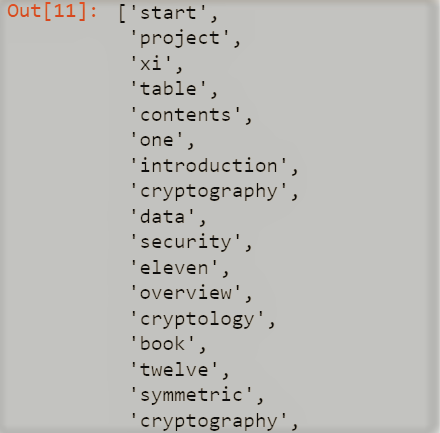 Out[11]: ['start',
'project',
'xi',
'table',
'contents',
'one',
'introduction',
'cryptography',
'data',
'security',
'eleven',
'overview',
'cryptology',
'book',
'twelve',
'symmetric',
'cryptography',